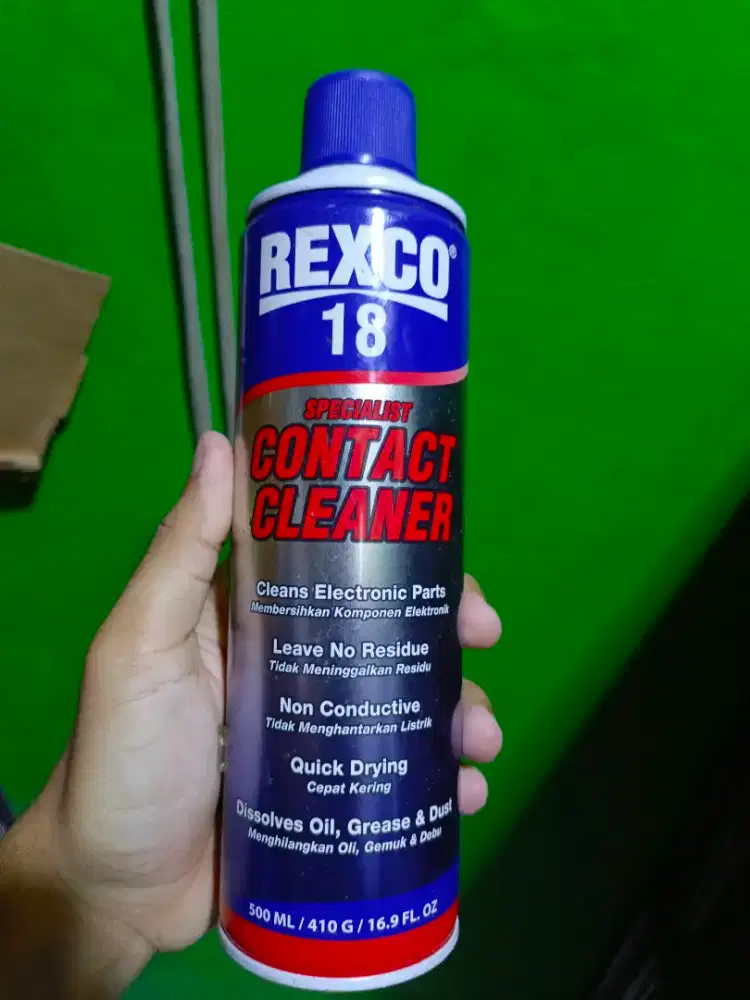 REXCO®
18
SPECIALIST
CONTACT
CLEANER
Cleans Electronic Parts
Membersihkan Komponen Elektronik
Leave No Residue
Tidak Meninggalkan Residu
Non Conductive
Tidak Menghantarkan Listrik
Quick Drying
Cepat Kering
Dissolves Oil, Grease & Dust
Menghilangkan Oli, Gemuk & Debu
500 ML / 410 G / 16.9 FL. OZ